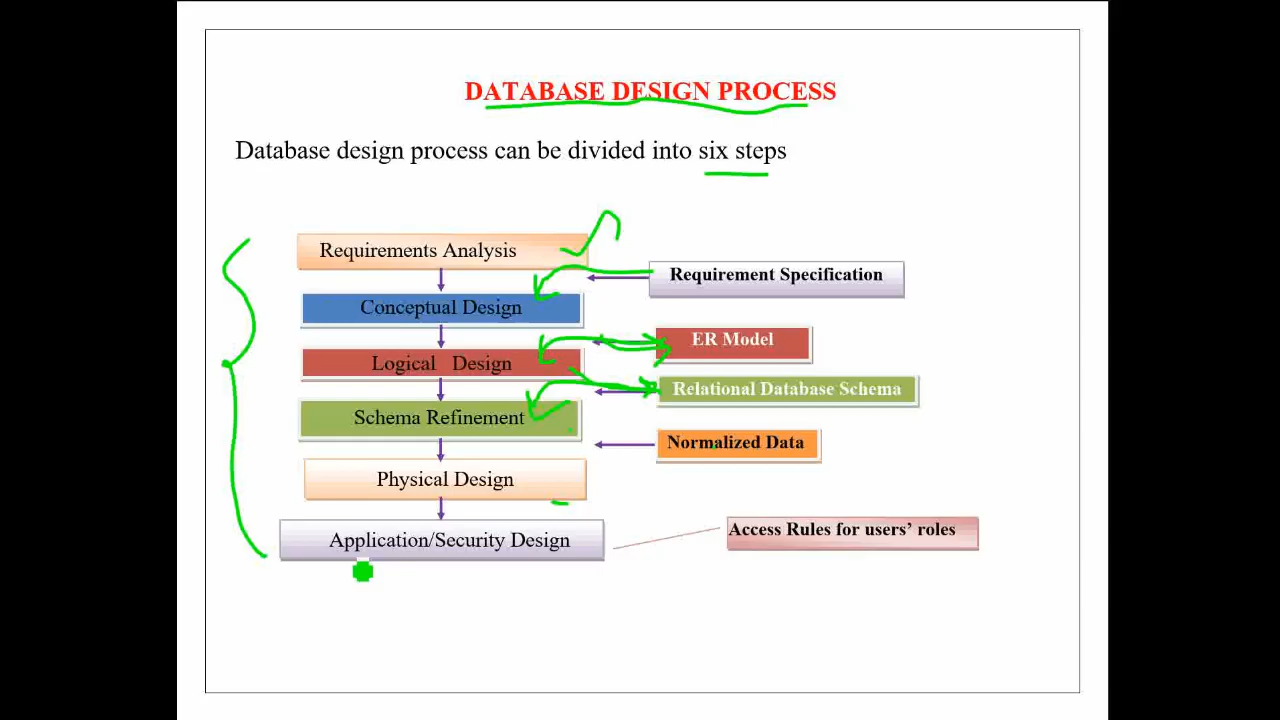 DATABASE DESIGN PROCESS
Database design process can be divided into six steps
Requirements Analysis
Requirement Specification
Conceptual Design
ER Model
Logical Design
Relational Database Schema
Schema Refinement
Normalized Data
Physical Design
Access Rules for users’ roles
Application/Security Design